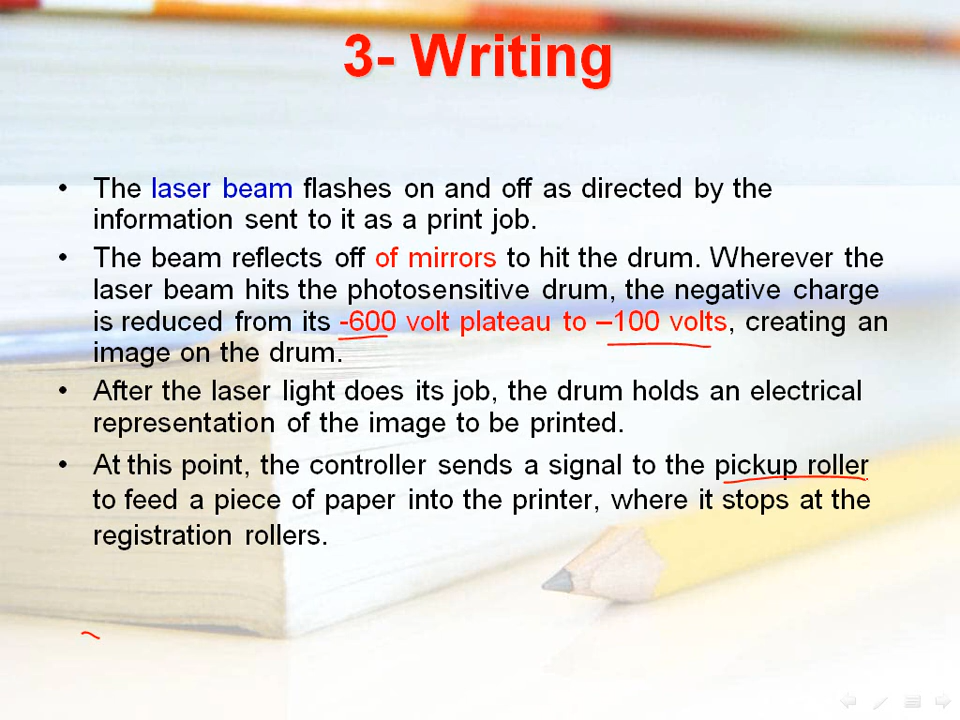 3- Writing
• The laser beam flashes on and off as directed by the
information sent to it as a print job.
• The beam reflects off of mirrors to hit the drum. Wherever the
laser beam hits the photosensitive drum, the negative charge
is reduced from its -600 volt plateau to –100 volts, creating an
image on the drum.
• After the laser light does its job, the drum holds an electrical
representation of the image to be printed.
• At this point, the controller sends a signal to the pickup roller
to feed a piece of paper into the printer, where it stops at the
registration rollers.